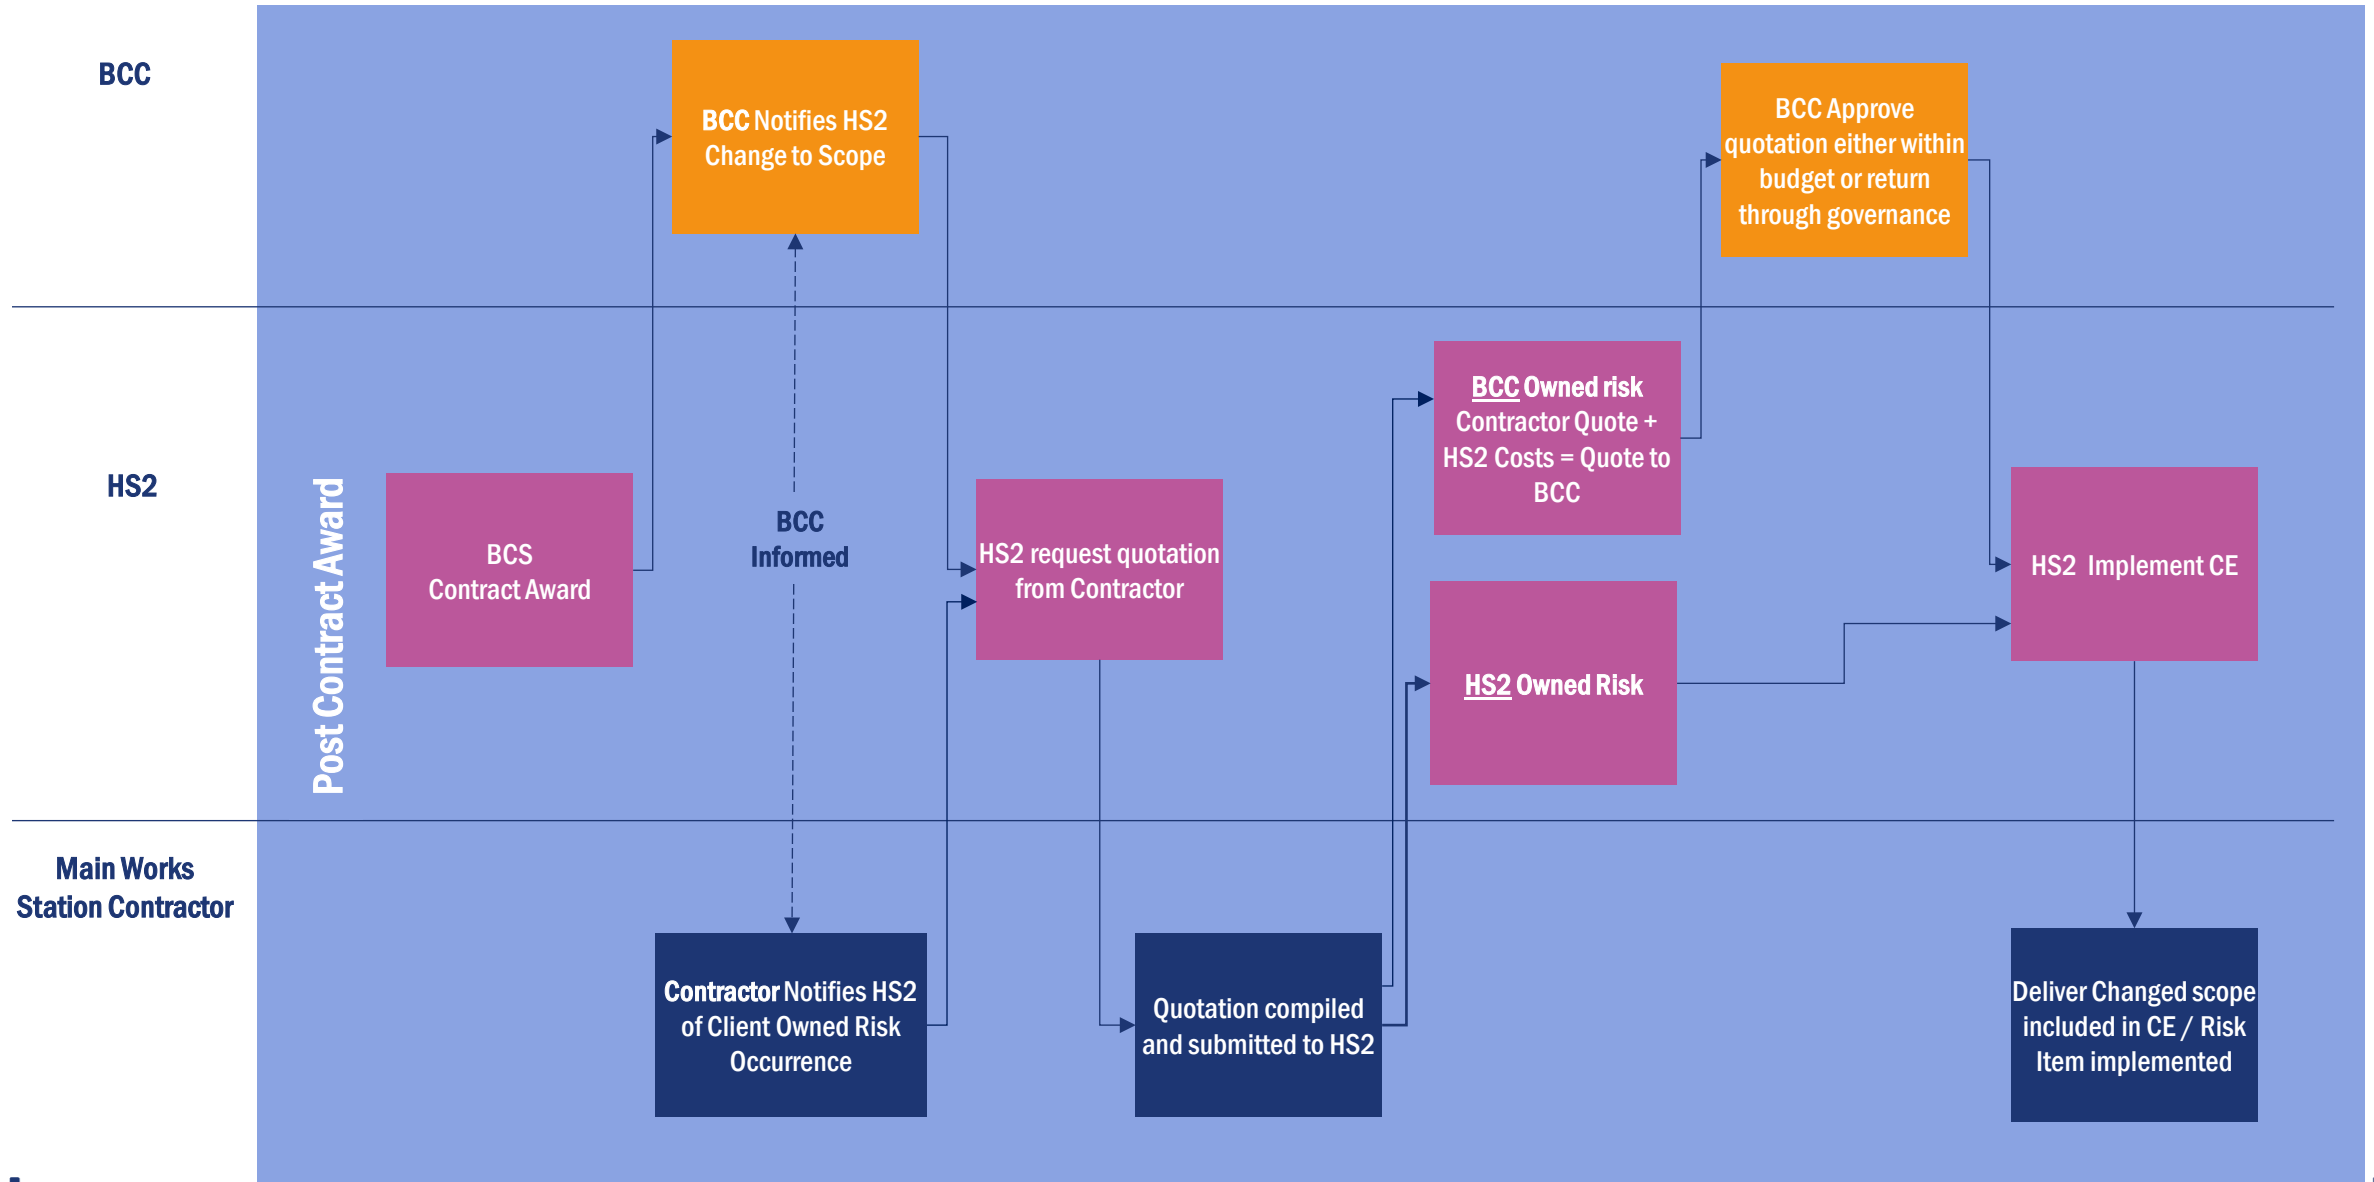 BCC
BCC Notifies HS2
Change to Scope
BCC Approve
quotation either within
budget or return
through governance
HS2
Post Contract Award
BCS
Contract Award
BCC
Informed
HS2 request quotation
from Contractor
BCC Owned risk
Contractor Quote +
HS2 Costs = Quote to
BCC
HS2 Owned Risk
HS2 Implement CE
Main Works
Station Contractor
Contractor Notifies HS2
of Client Owned Risk
Occurrence
Quotation compiled
and submitted to HS2
Deliver Changed scope
included in CE / Risk
Item implemented